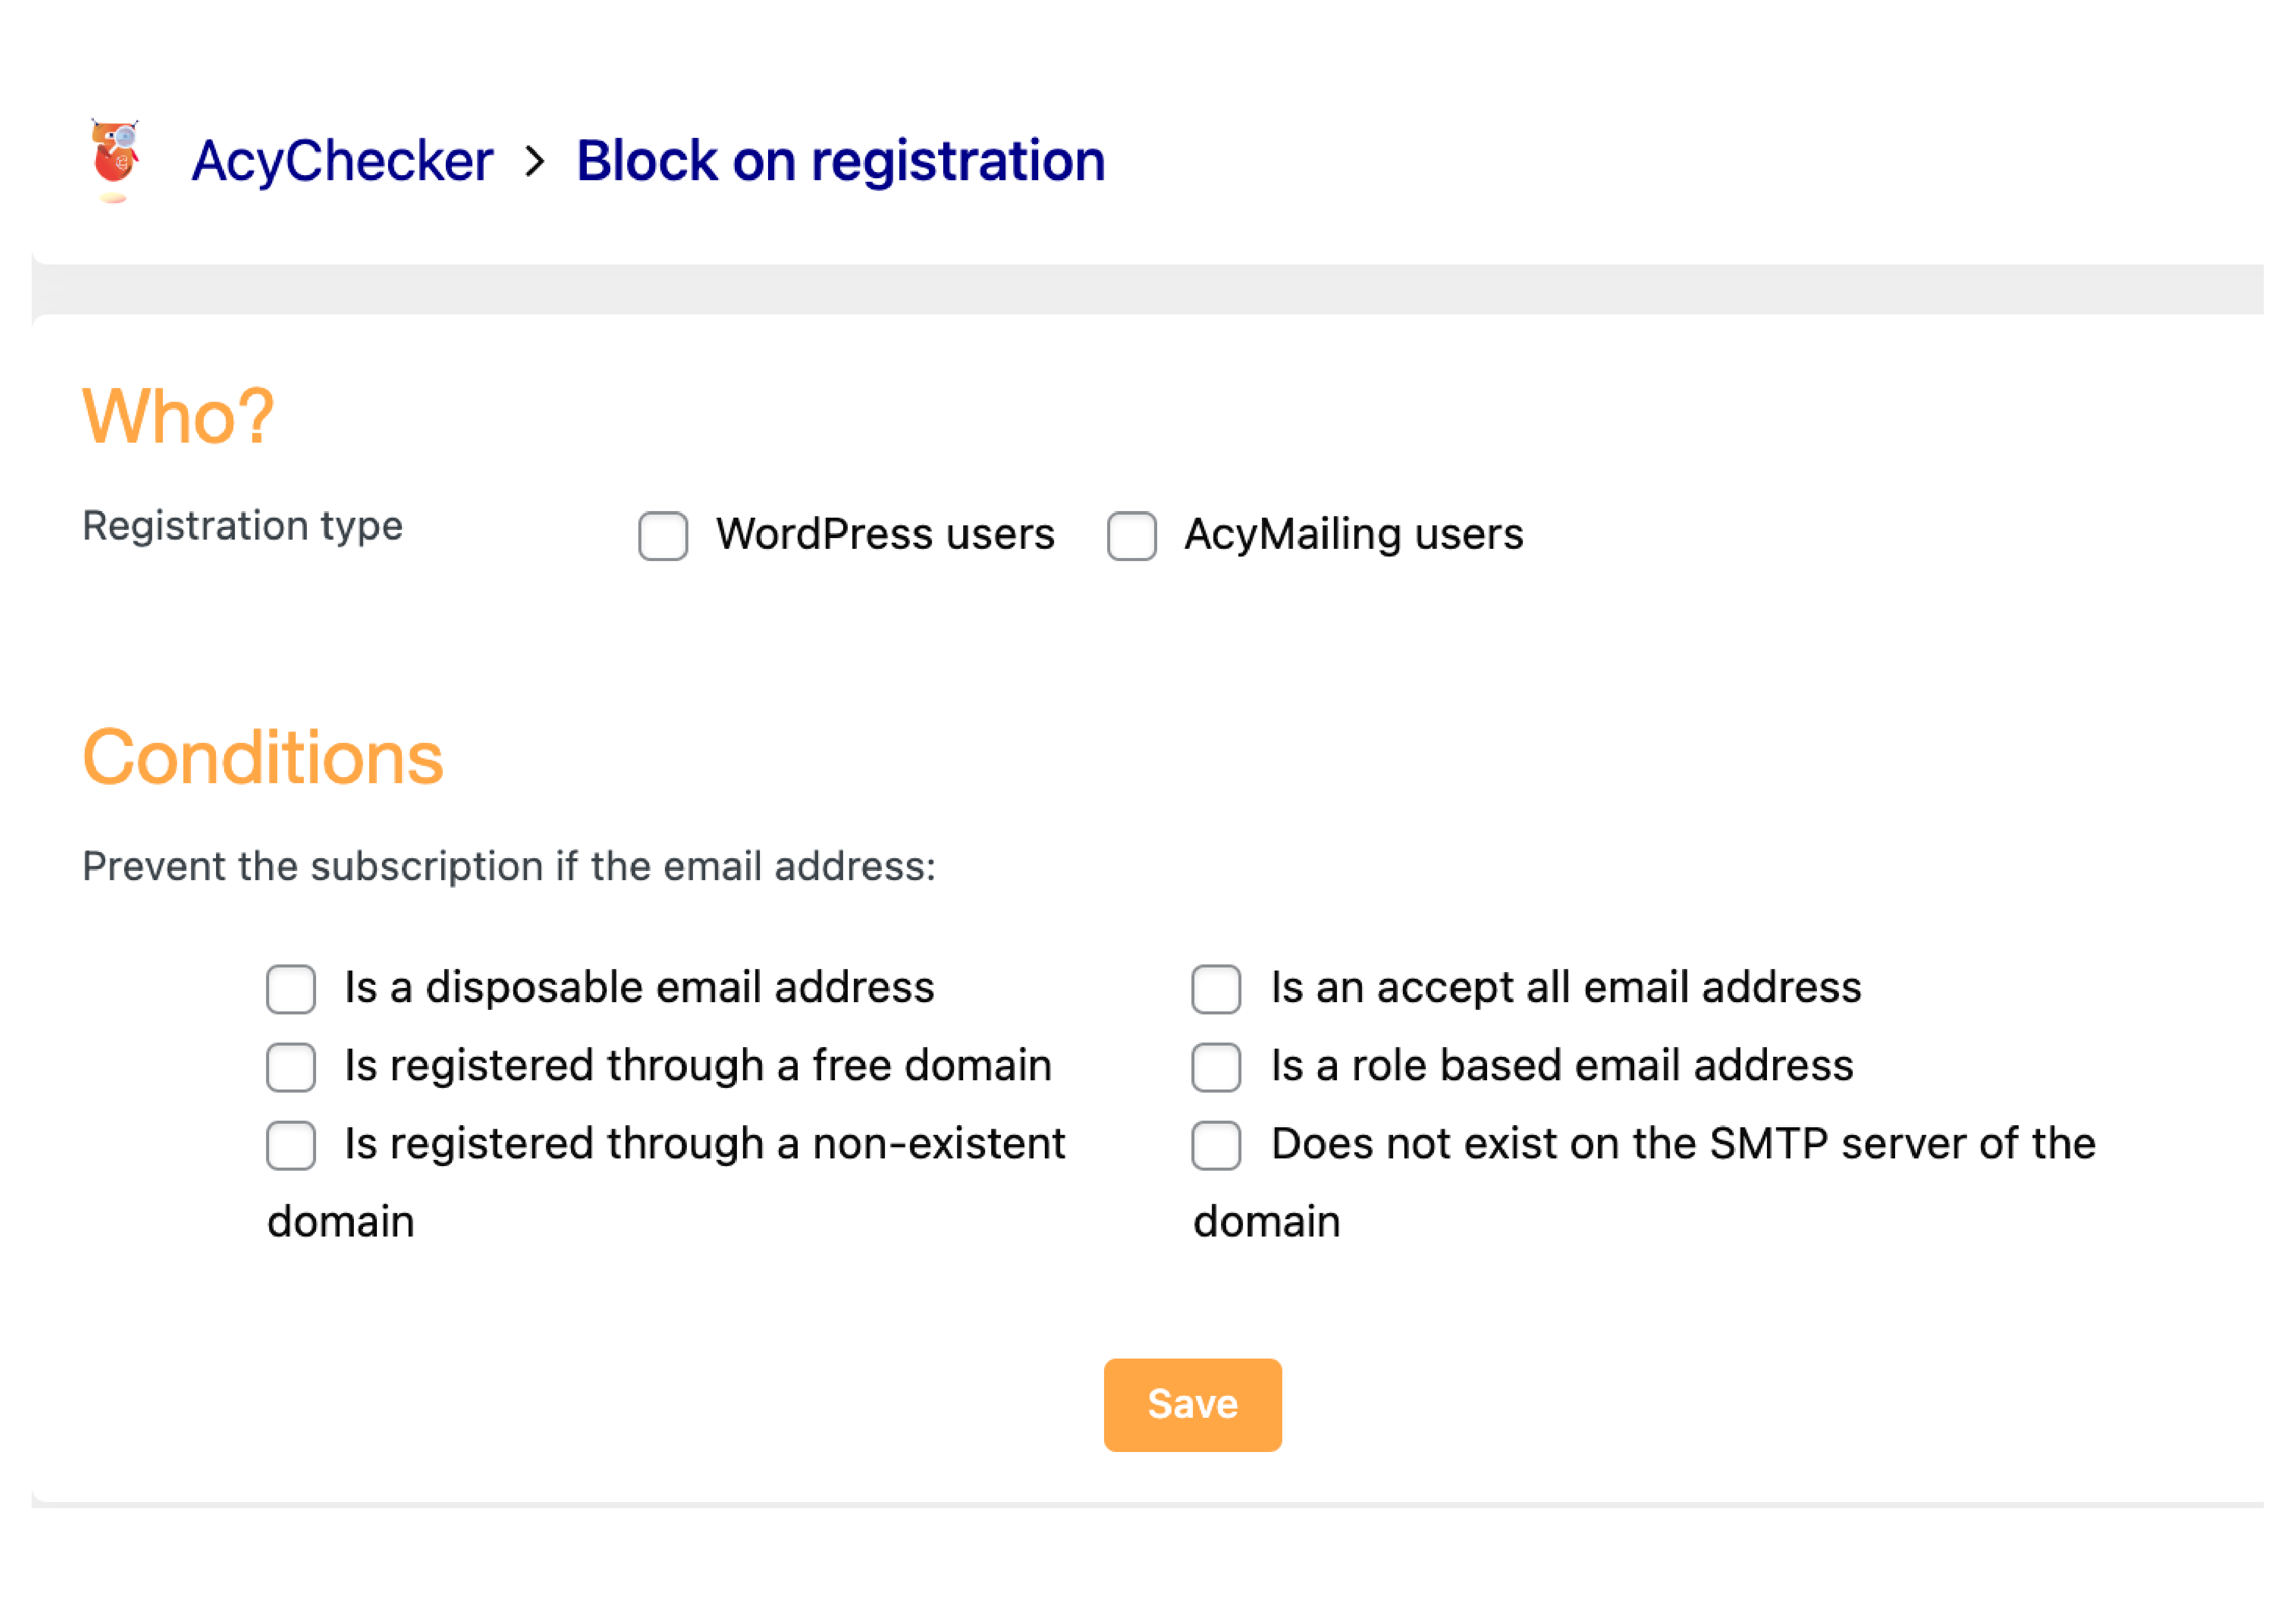 AcyChecker > Block on registration
Who?
Registration type
WordPress users
AcyMailing users
Conditions
Prevent the subscription if the email address:
Is a disposable email address
Is an accept all email address
Is registered through a free domain
Is a role based email address
Is registered through a non-existent
domain
Does not exist on the SMTP server of the
domain
Save